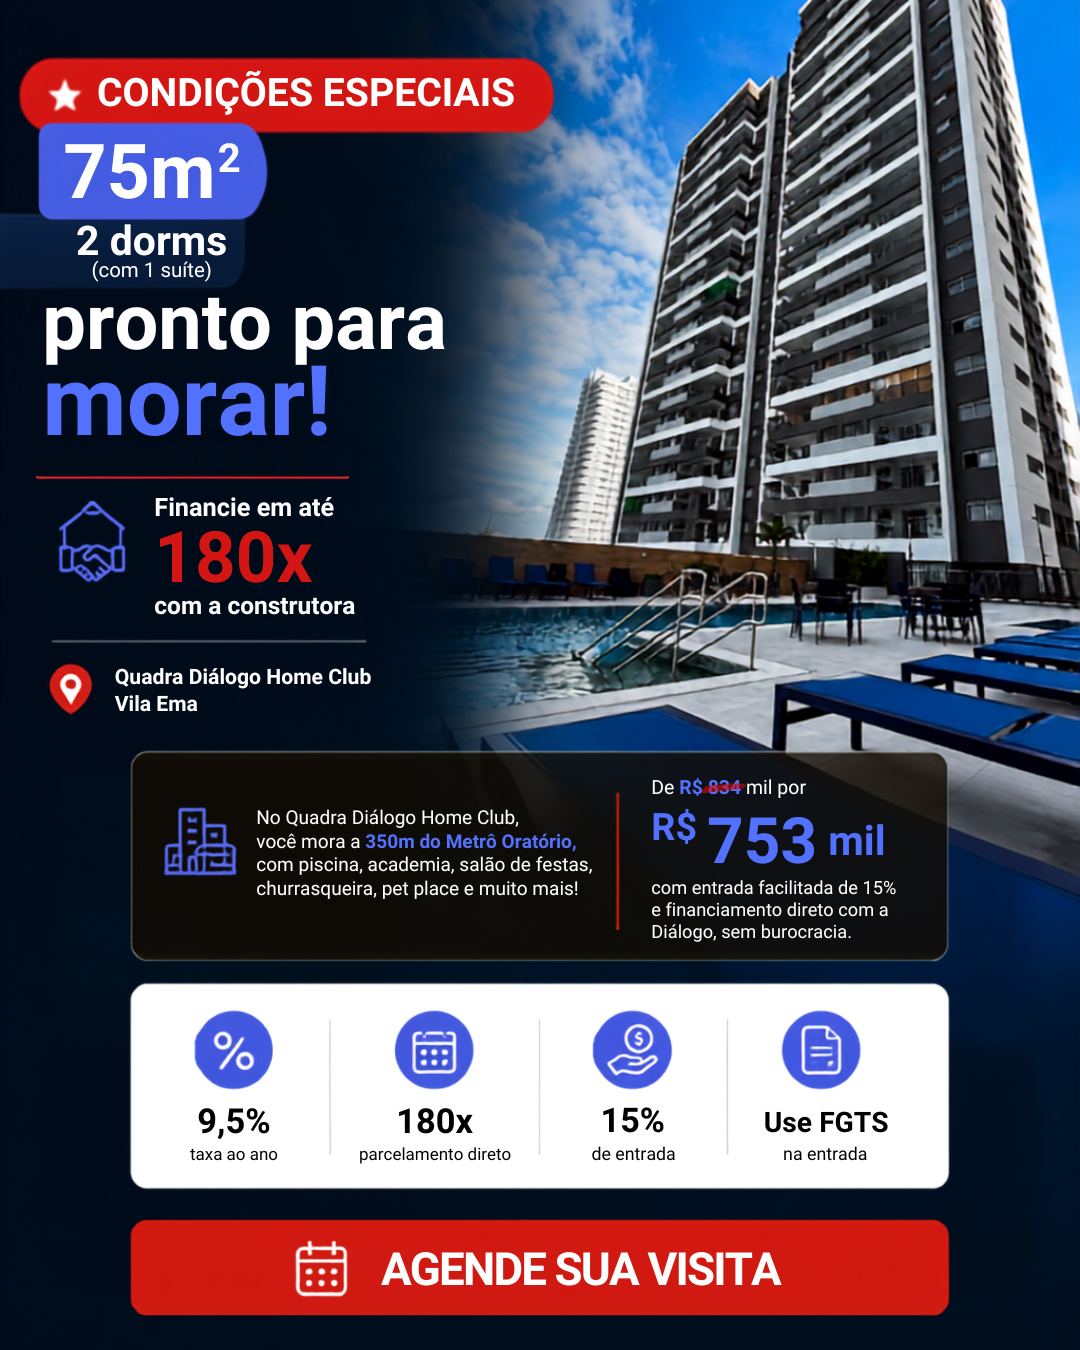 CONDIÇÕES ESPECIAIS
75m²
2 dorms
(com 1 suíte)
pronto para
morar!
Financie em até
180x
com a construtora
Quadra Diálogo Home Club
Vila Ema
No Quadra Diálogo Home Club,
você mora a 350m do Metrô Oratório,
com piscina, academia, salão de festas,
churrasqueira, pet place e muito mais!
De R$ 834 mil por
R$ 753 mil
com entrada facilitada de 15%
e financiamento direto com a
Diálogo, sem burocracia.
9,5%
taxa ao ano
180x
parcelamento direto
15%
de entrada
Use FGTS
na entrada
AGENDE SUA VISITA